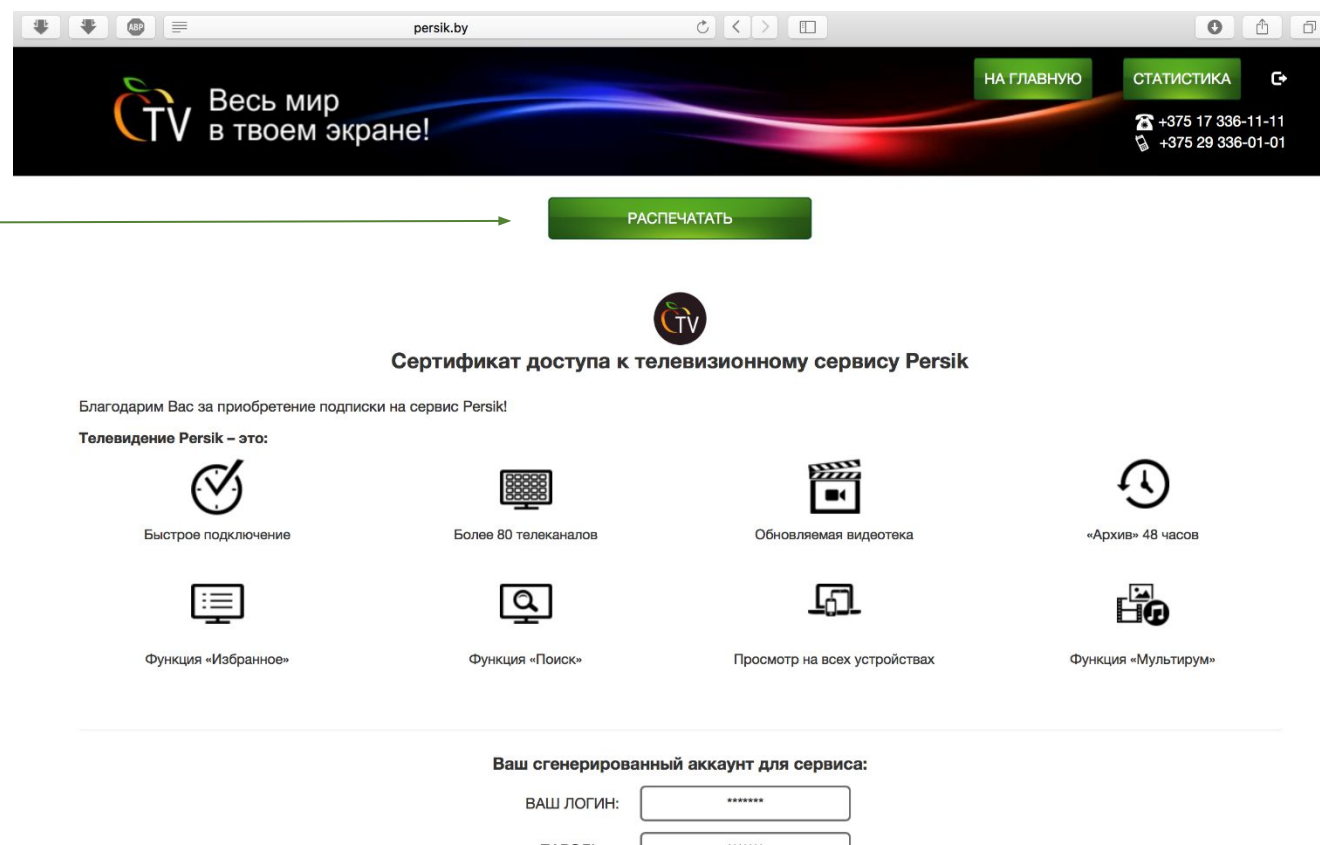 ABP
persik.by
TV
Весь мир
в твоем экране!
НА ГЛАВНУЮ
СТАТИСТИКА
+375 17 336-11-11
+375 29 336-01-01
РАСПЕЧАТАТЬ
TV
Сертификат доступа к телевизионному сервису Persik
Благодарим Вас за приобретение подписки на сервис Persik!
Телевидение Persik – это:
Быстрое подключение
Более 80 телеканалов
Обновляемая видеотека
«Архив» 48 часов
Функция «Избранное»
Функция «Поиск»
Просмотр на всех устройствах
Функция «Мультирум»
Ваш сгенерированный аккаунт для сервиса:
ВАШ ЛОГИН:
*******